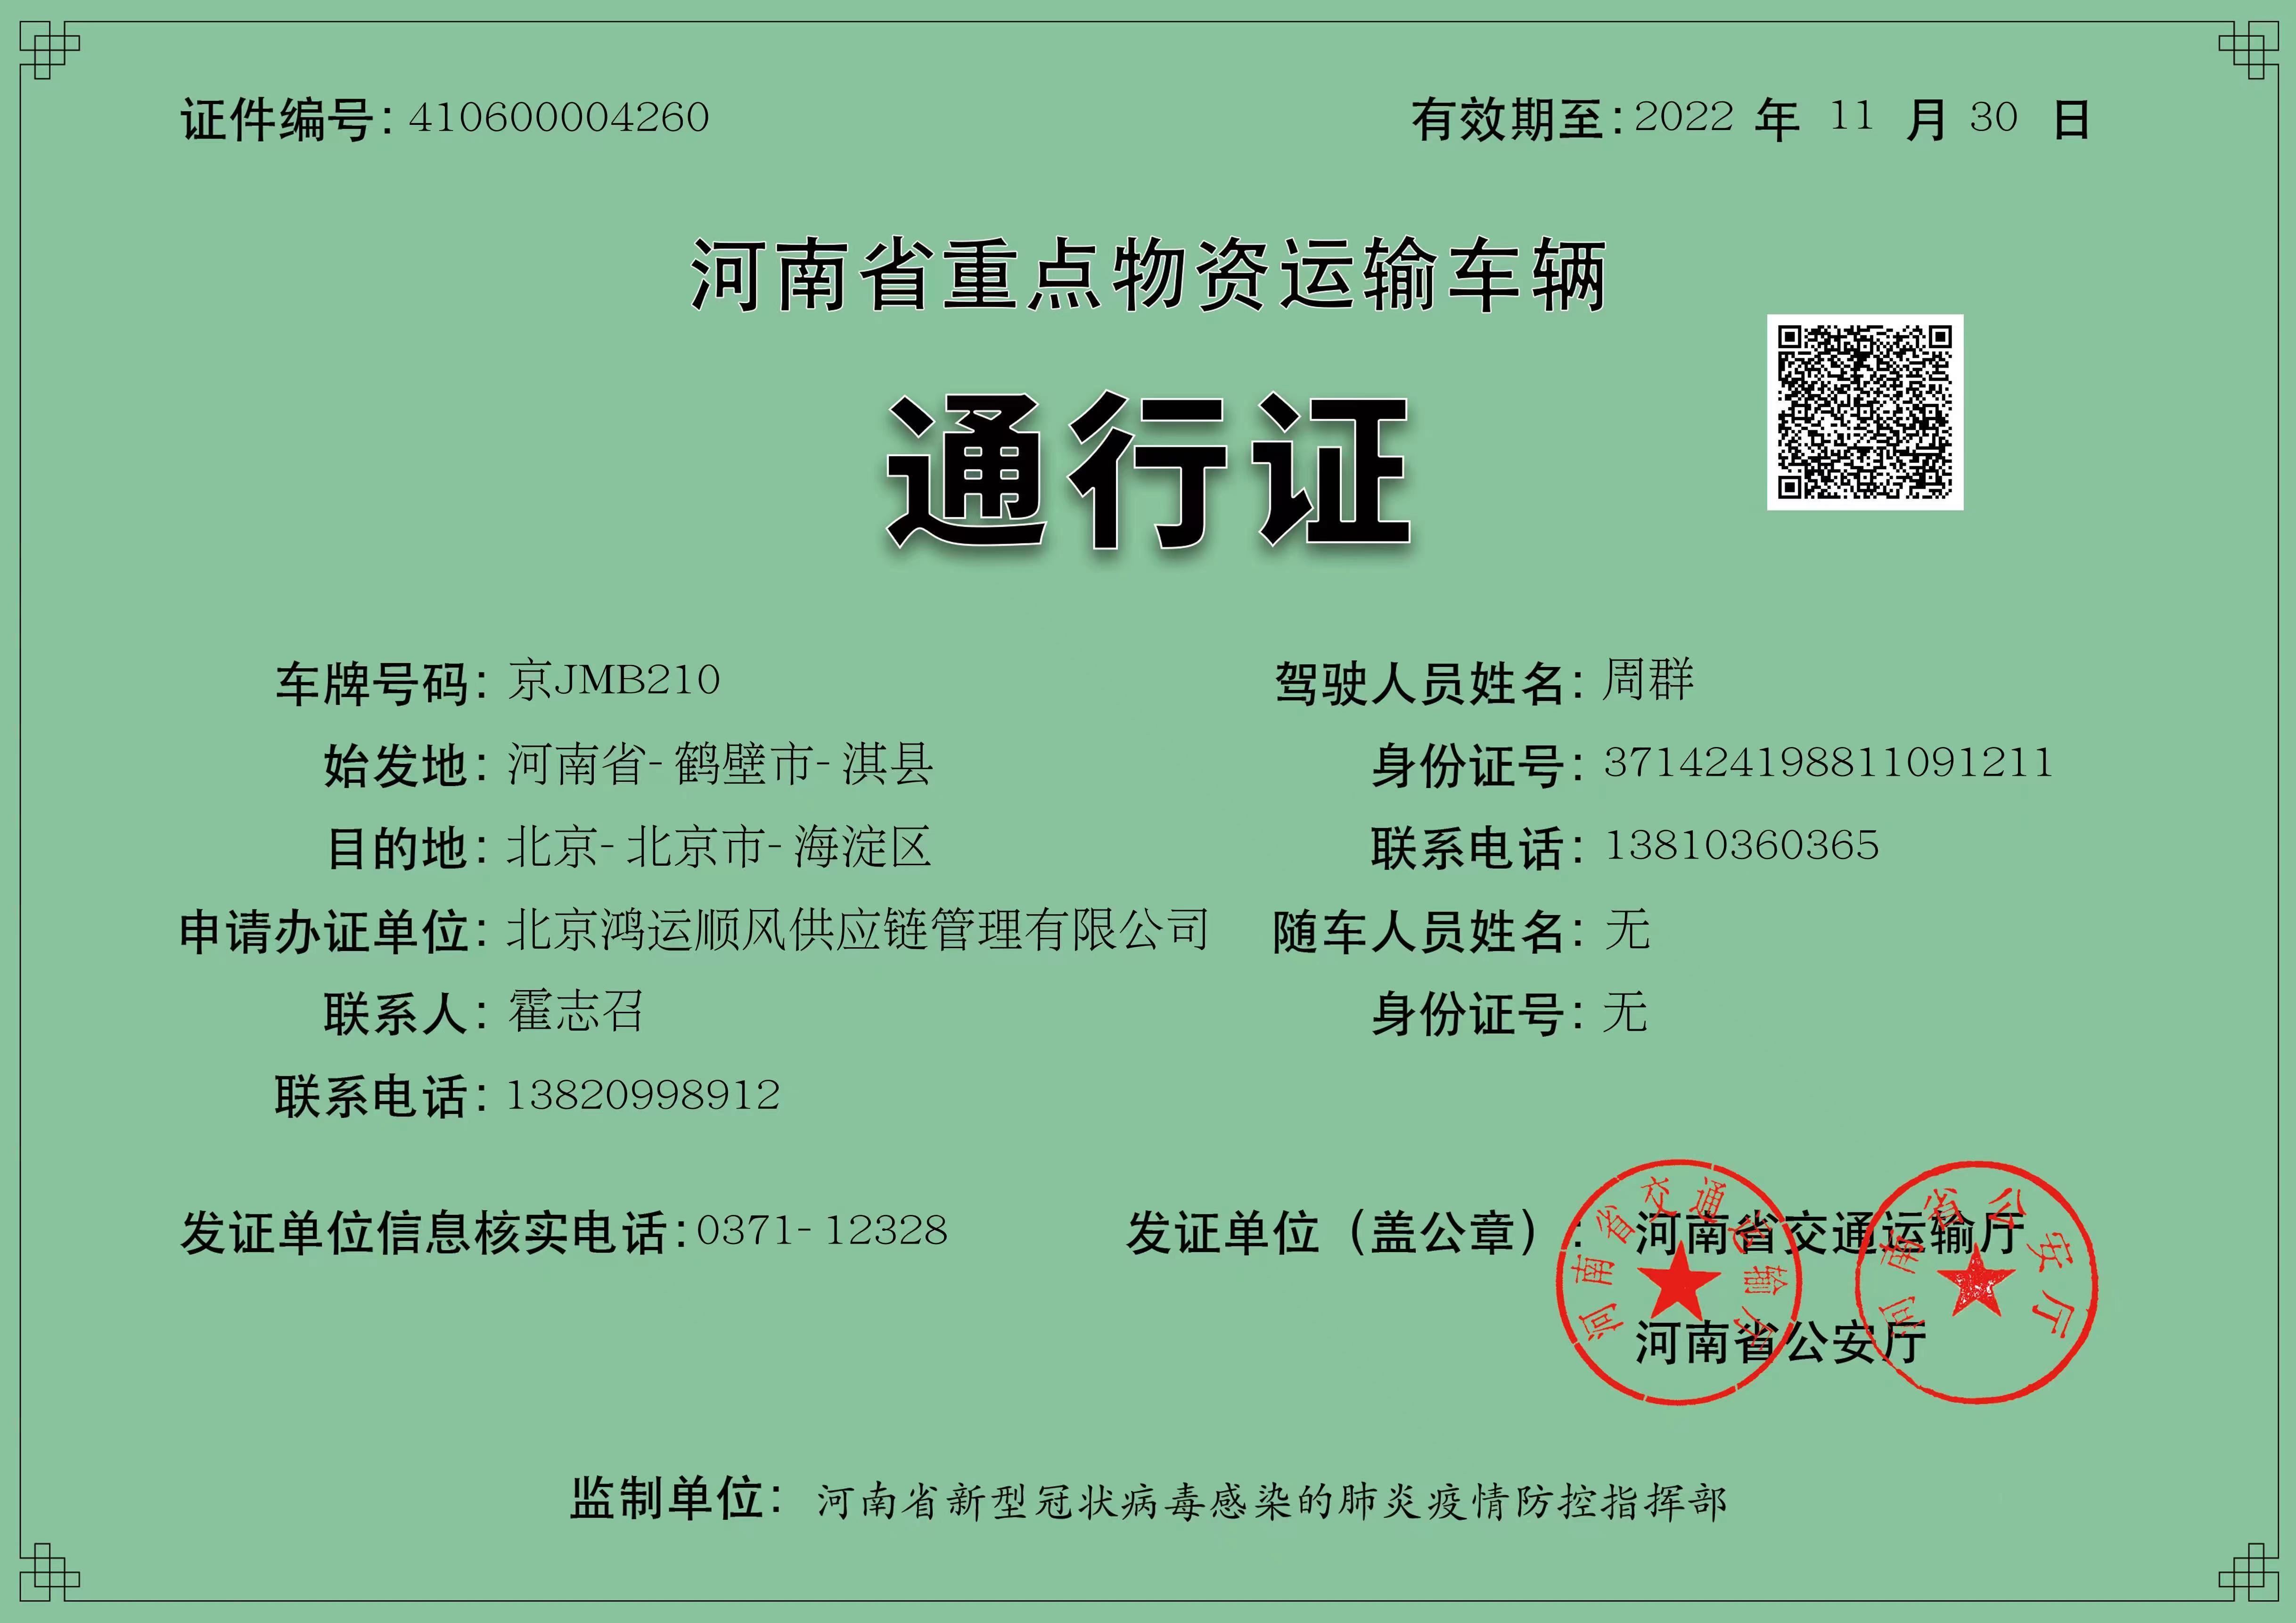 证件编号：410600004260
有效期至：2022 年 11 月 30 日
河南省重点物资运输车辆
通行证
车牌号码：京JMB210
驾驶人员姓名：周群
始发地：河南省-鹤壁市-淇县
身份证号：371424198811091211
目的地：北京-北京市-海淀区
联系电话：13810360365
申请办证单位：北京鸿运顺风供应链管理有限公司
随车人员姓名：无
联系人：霍志召
身份证号：无
联系电话：13820998912
发证单位信息核实电话：0371-12328
发证单位（盖公章）：河南省交通运输厅
河南省公安厅
河南省交通运输厅
河南省公安厅
监制单位：河南省新型冠状病毒感染的肺炎疫情防控指挥部